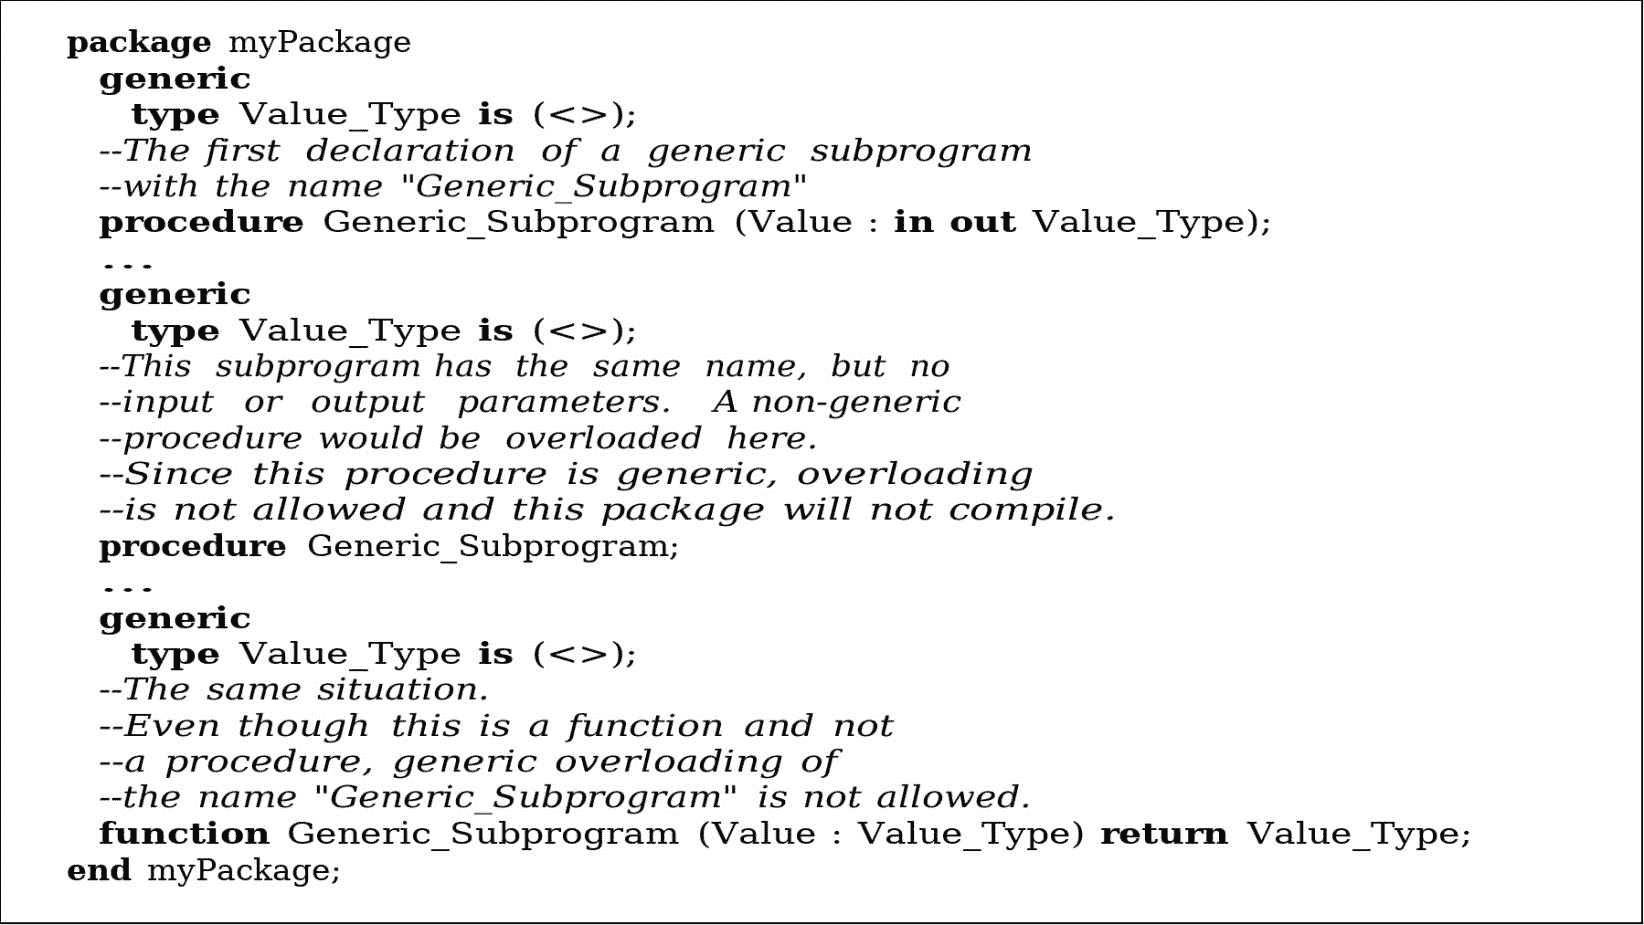 package myPackage
generic
type Value_Type is (<>);
--The first declaration of a generic subprogram
--with the name "Generic_Subprogram"
procedure Generic_Subprogram (Value : in out Value_Type);
...
generic
type Value_Type is (<>);
--This subprogram has the same name, but no
--input or output parameters. A non-generic
--procedure would be overloaded here.
--Since this procedure is generic, overloading
--is not allowed and this package will not compile.
procedure Generic_Subprogram;
...
generic
type Value_Type is (<>);
--The same situation.
--Even though this is a function and not
--a procedure, generic overloading of
--the name "Generic_Subprogram" is not allowed.
function Generic_Subprogram (Value : Value_Type) return Value_Type;
end myPackage;